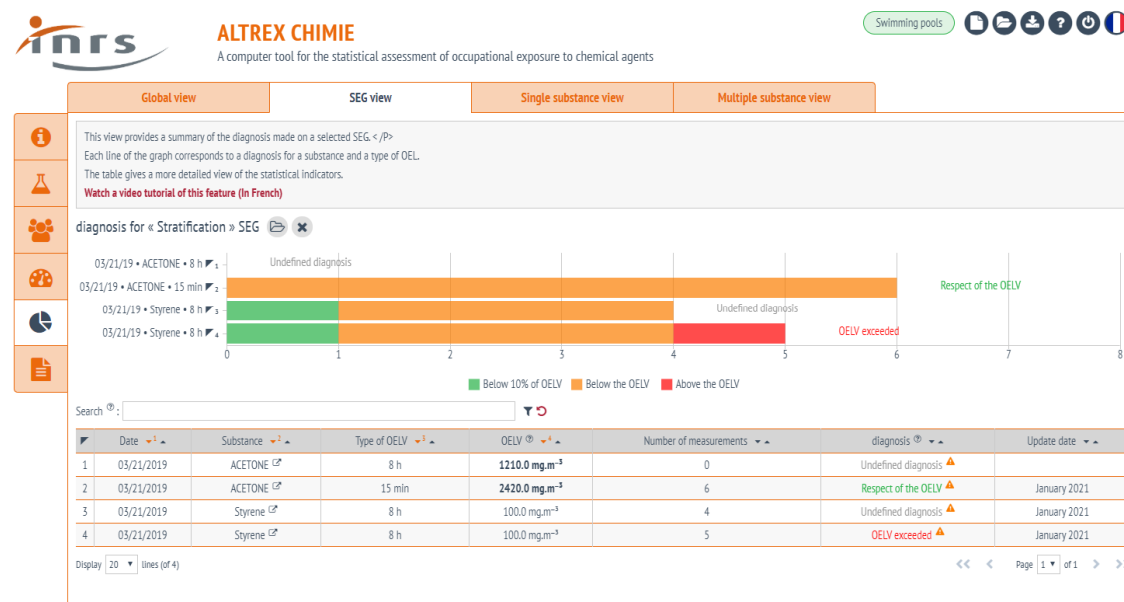 inrs
ALTREX CHIMIE
A computer tool for the statistical assessment of occupational exposure to chemical agents
Swimming pools
Global view
SEG view
Single substance view
Multiple substance view
This view provides a summary of the diagnosis made on a selected SEG. < /P>
Each line of the graph corresponds to a diagnosis for a substance and a type of OEL.
The table gives a more detailed view of the statistical indicators.
Watch a video tutorial of this feature (In French)
diagnosis for « Stratification » SEG
03/21/19 • ACETONE • 8 h 1 Undefined diagnosis
03/21/19 • ACETONE • 15 min 2 Respect of the OELV
03/21/19 • Styrene • 8 h 3 Undefined diagnosis
03/21/19 • Styrene • 8 h 4 OELV exceeded
0 1 2 3 4 5 6 7 8
Below 10% of OELV Below the OELV Above the OELV
Search ? :
Date 1 Substance 2 Type of OELV 3 OELV ? 4 Number of measurements diagnosis ? Update date
1 03/21/2019 ACETONE 8 h 1210.0 mg.m⁻³ 0 Undefined diagnosis
2 03/21/2019 ACETONE 15 min 2420.0 mg.m⁻³ 6 Respect of the OELV January 2021
3 03/21/2019 Styrene 8 h 100.0 mg.m⁻³ 4 Undefined diagnosis January 2021
4 03/21/2019 Styrene 8 h 100.0 mg.m⁻³ 5 OELV exceeded January 2021
Display 20 lines (of 4) Page 1 of 1